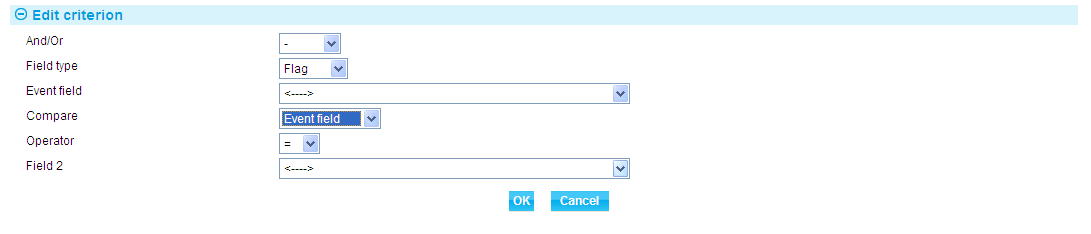 Edit criterion
And/Or -
Field type Flag
Event field <---->
Compare Event field
Operator =
Field 2 <---->
OK Cancel